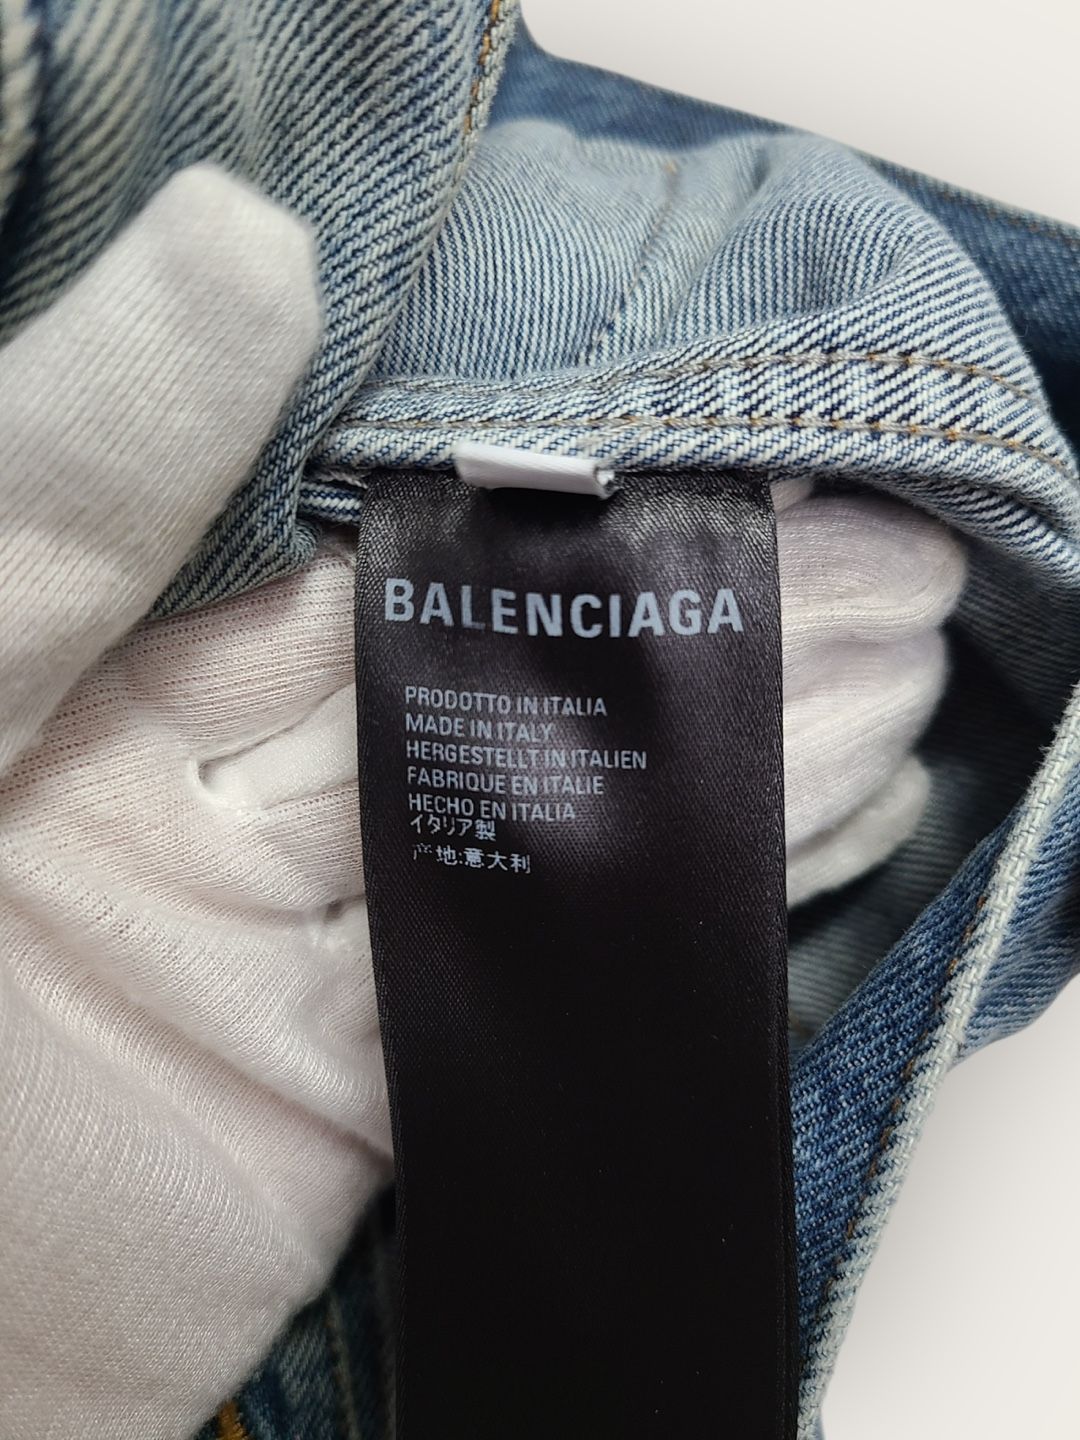 BALENCIAGA
PRODOTTO IN ITALIA
MADE IN ITALY
HERGESTELLT IN ITALIEN
FABRIQUE EN ITALIE
HECHO EN ITALIA
イタリア製
产地:意大利